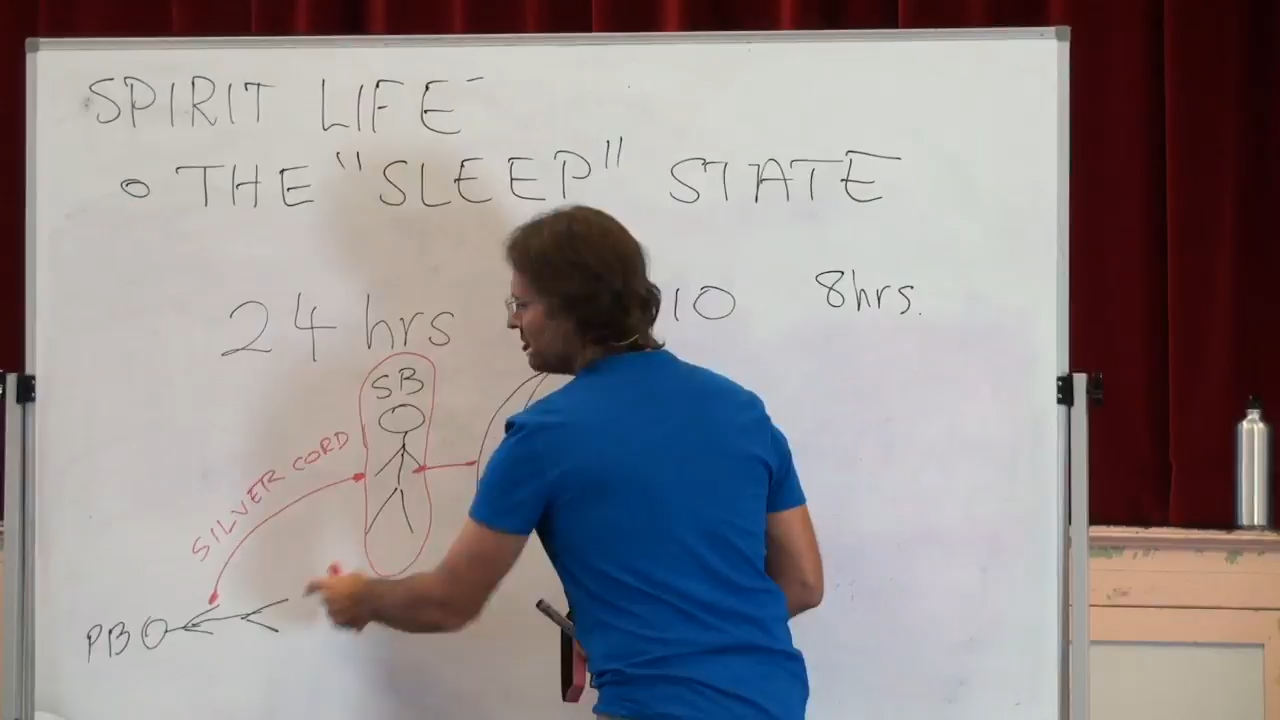 SPIRIT LIFE
THE "SLEEP" STATE
24 hrs
10
8hrs.
SB
SILVER CORD
PB